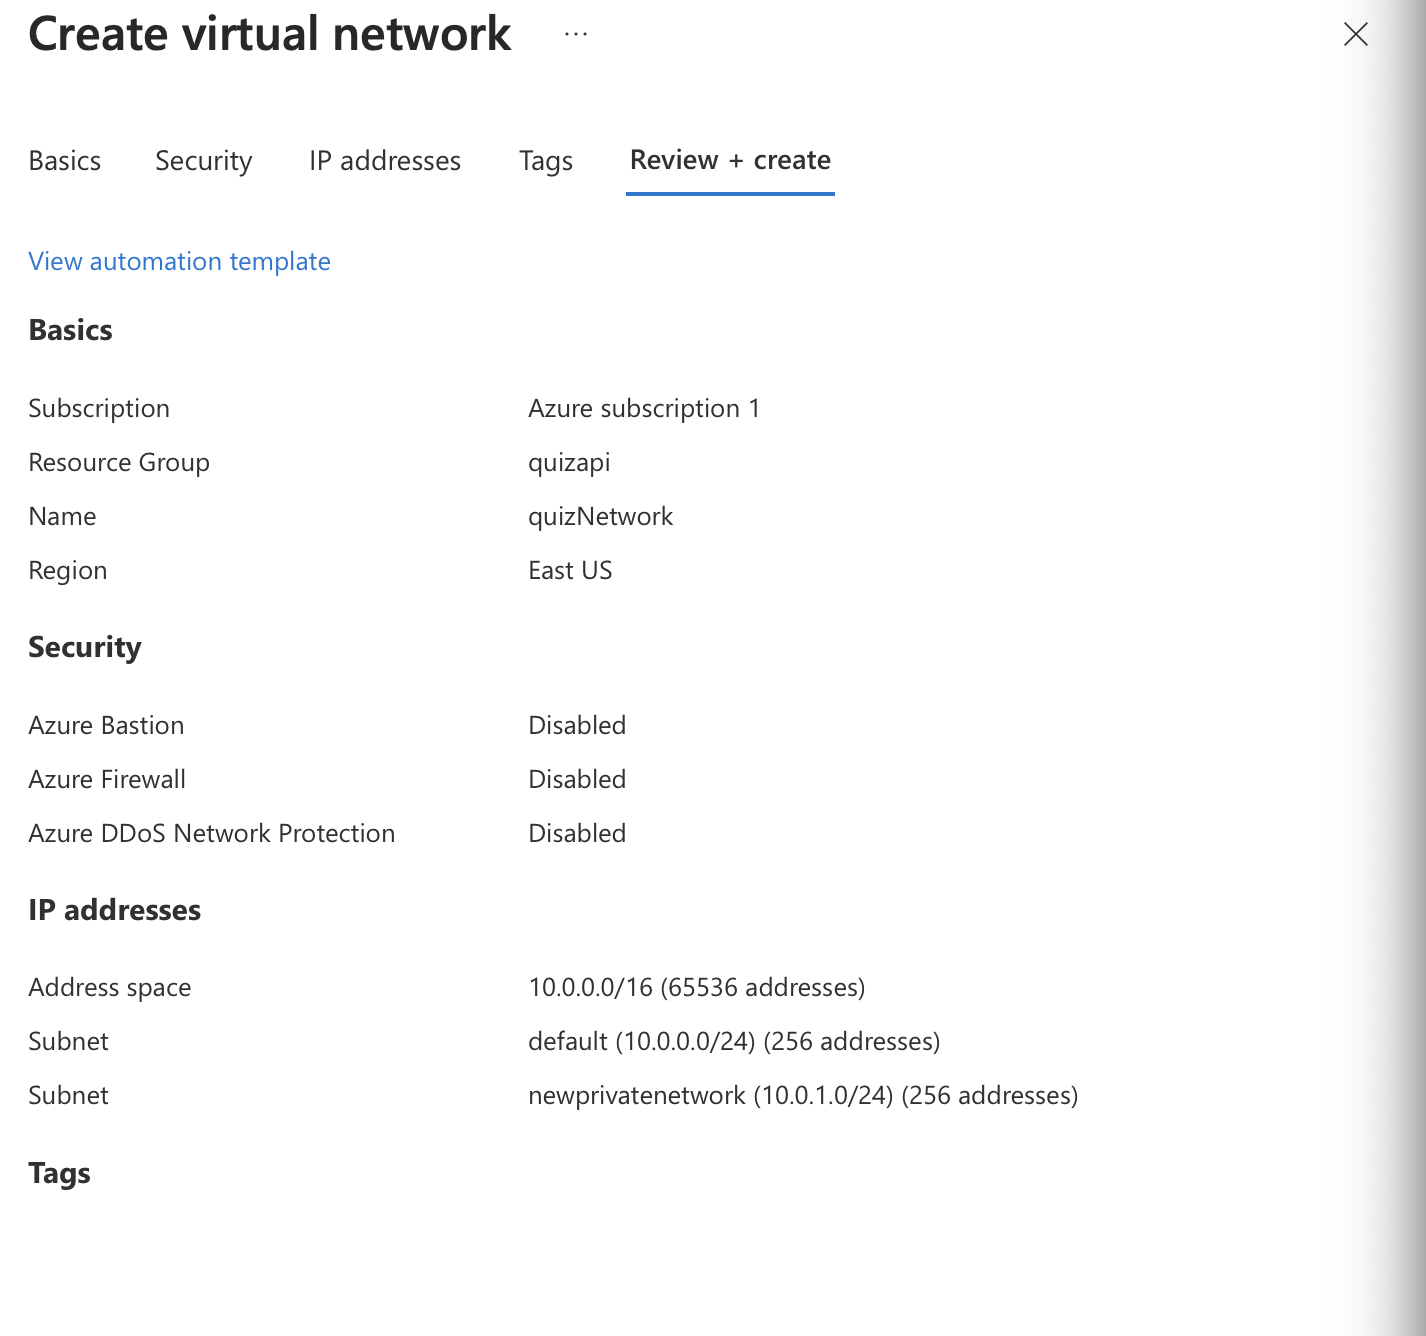 Create virtual network ...
Basics Security IP addresses Tags Review + create
View automation template
Basics
Subscription Azure subscription 1
Resource Group quizapi
Name quizNetwork
Region East US
Security
Azure Bastion Disabled
Azure Firewall Disabled
Azure DDoS Network Protection Disabled
IP addresses
Address space 10.0.0.0/16 (65536 addresses)
Subnet default (10.0.0.0/24) (256 addresses)
Subnet newprivatenetwork (10.0.1.0/24) (256 addresses)
Tags